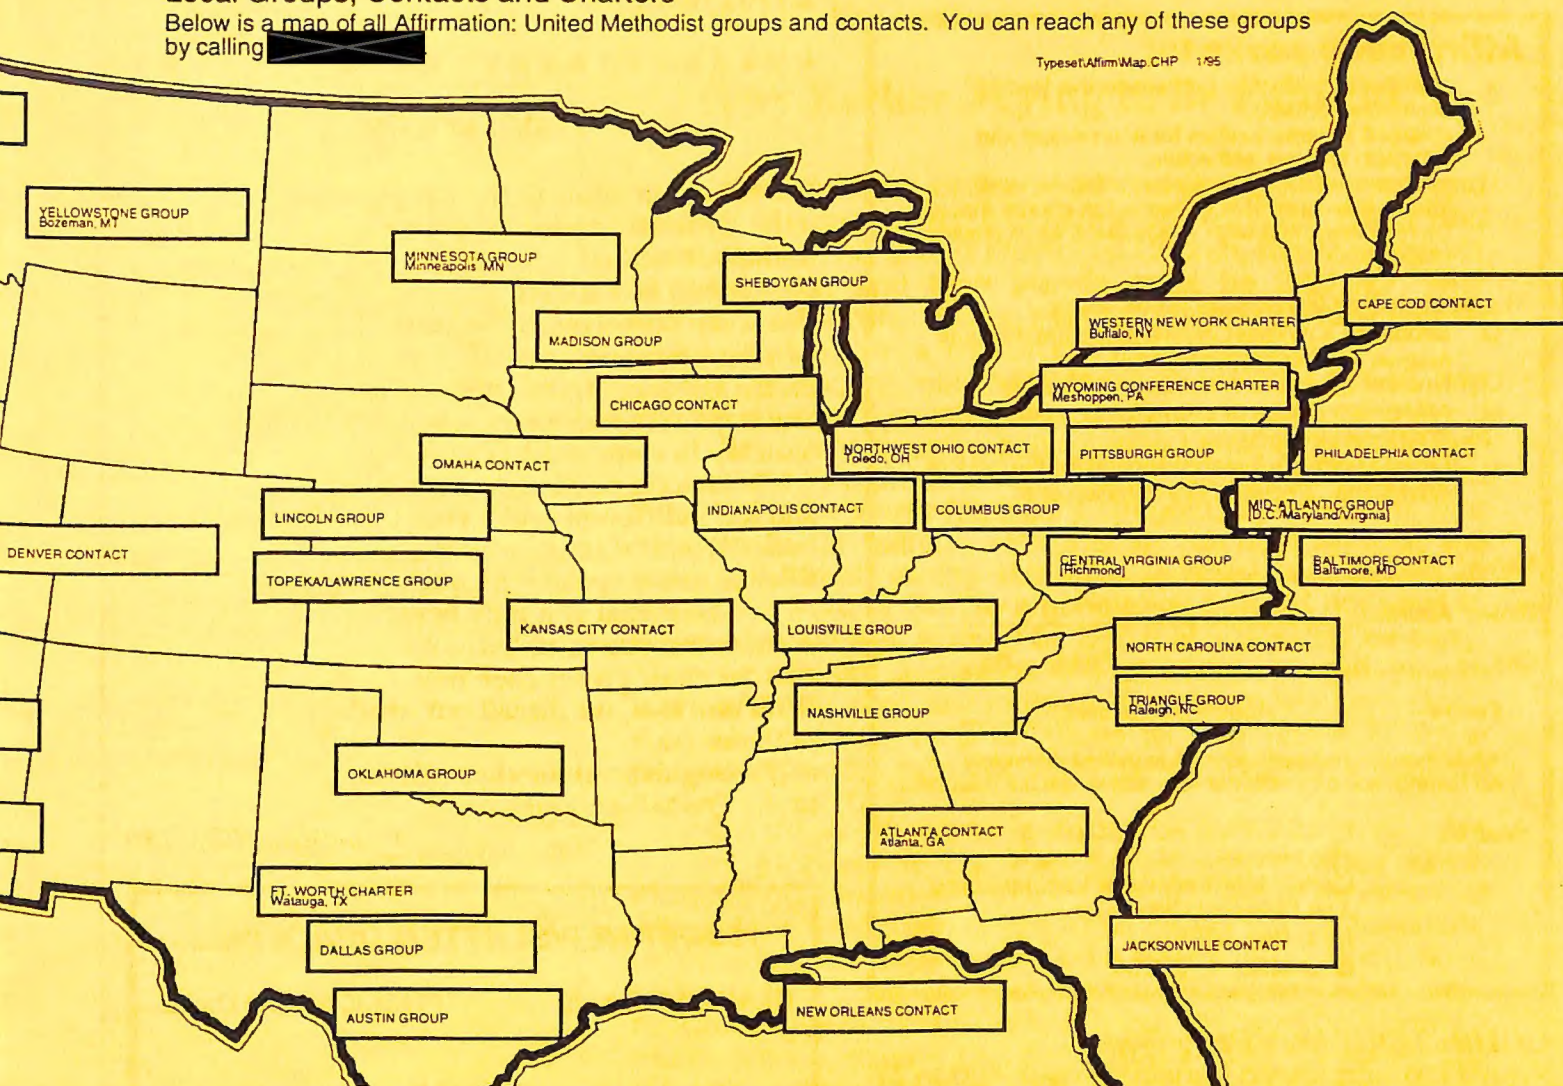 Local Groups, Contacts and Charters
Below is a map of all Affirmation: United Methodist groups and contacts. You can reach any of these groups
by calling
Typeset\Affirm\Map.CHP 1/95
YELLOWSTONE GROUP
Bozeman, MT
MINNESOTA GROUP
Minneapolis MN
SHEBOYGAN GROUP
CAPE COD CONTACT
WESTERN NEW YORK CHARTER
Buffalo, NY
MADISON GROUP
WYOMING CONFERENCE CHARTER
Meshoppen, PA
CHICAGO CONTACT
NORTHWEST OHIO CONTACT
Toledo, OH
PITTSBURGH GROUP
PHILADELPHIA CONTACT
OMAHA CONTACT
INDIANAPOLIS CONTACT
COLUMBUS GROUP
MID-ATLANTIC GROUP
[D.C./Maryland/Virginia]
LINCOLN GROUP
DENVER CONTACT
CENTRAL VIRGINIA GROUP
[Richmond]
BALTIMORE CONTACT
Baltimore, MD
TOPEKA/LAWRENCE GROUP
KANSAS CITY CONTACT
LOUISVILLE GROUP
NORTH CAROLINA CONTACT
NASHVILLE GROUP
TRIANGLE GROUP
Raleigh, NC
OKLAHOMA GROUP
ATLANTA CONTACT
Atlanta, GA
FT. WORTH CHARTER
Watauga, TX
DALLAS GROUP
JACKSONVILLE CONTACT
AUSTIN GROUP
NEW ORLEANS CONTACT